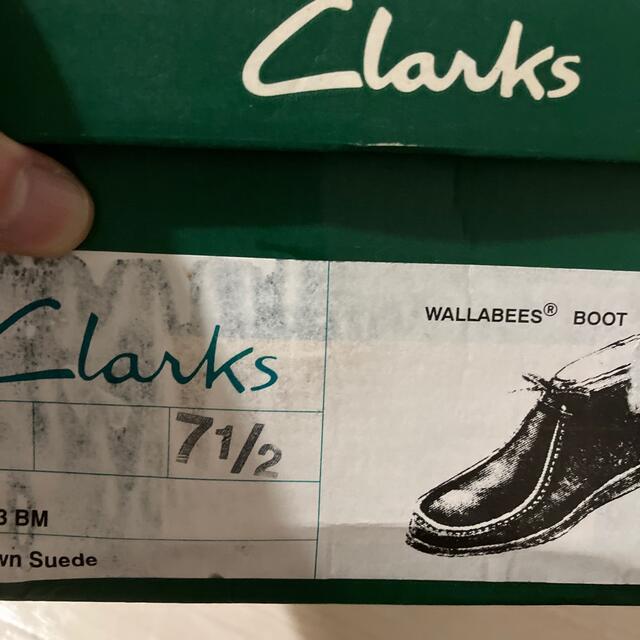 Clarks
Clarks
WALLABEES® BOOT
7 1/2
3 BM
wn Suede